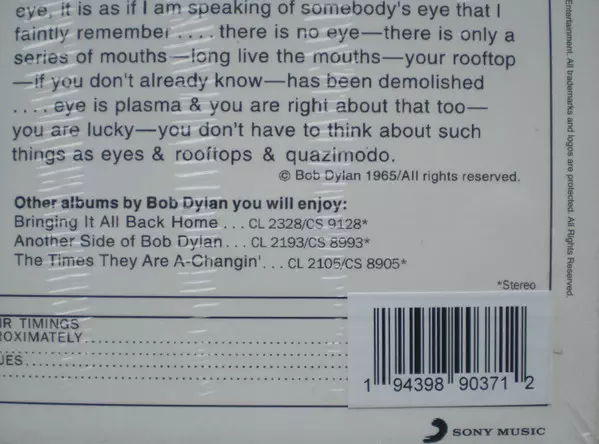 eye, it is as if I am speaking of somebody's eye that I
faintly remember .... there is no eye—there is only a
series of mouths—long live the mouths—your rooftop
—if you don't already know—has been demolished
.... eye is plasma & you are right about that too—
you are lucky—you don't have to think about such
things as eyes & rooftops & quazimodo.
© Bob Dylan 1965/All rights reserved.
Other albums by Bob Dylan you will enjoy:
Bringing It All Back Home ... CL 2328/CS 9128*
Another Side of Bob Dylan ... CL 2193/CS 8993*
The Times They Are A-Changin' ... CL 2105/CS 8905*
*Stereo
R TIMINGS
OXIMATELY
UES
1 94398 90371 2
SONY MUSIC
Entertainment. All trademarks and logos are protected. All Rights Reserved.